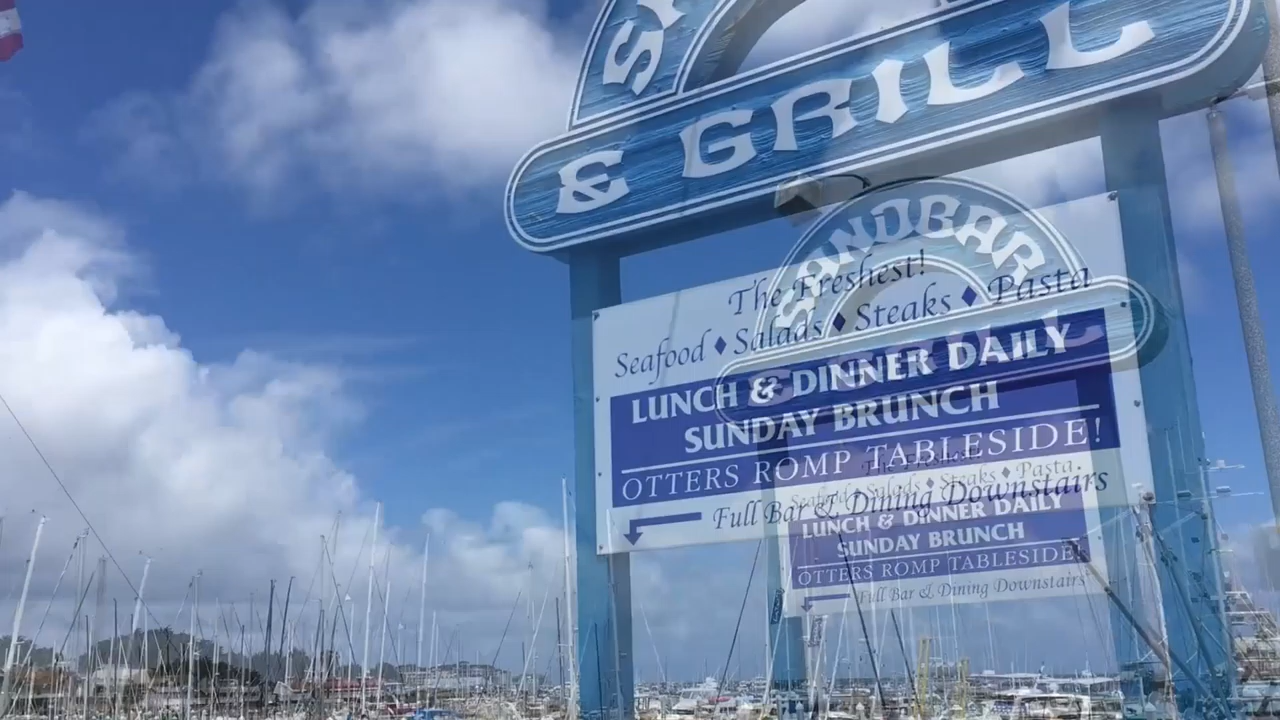 & GRILL
The Freshest!
Seafood ♦ Salads ♦ Steaks ♦ Pasta
LUNCH & DINNER DAILY
SUNDAY BRUNCH
OTTERS ROMP TABLESIDE!
Full Bar & Dining Downstairs
SANDBAR
& GRILL
The Freshest!
Seafood ♦ Salads ♦ Steaks ♦ Pasta
LUNCH & DINNER DAILY
SUNDAY BRUNCH
OTTERS ROMP TABLESIDE!
Full Bar & Dining Downstairs